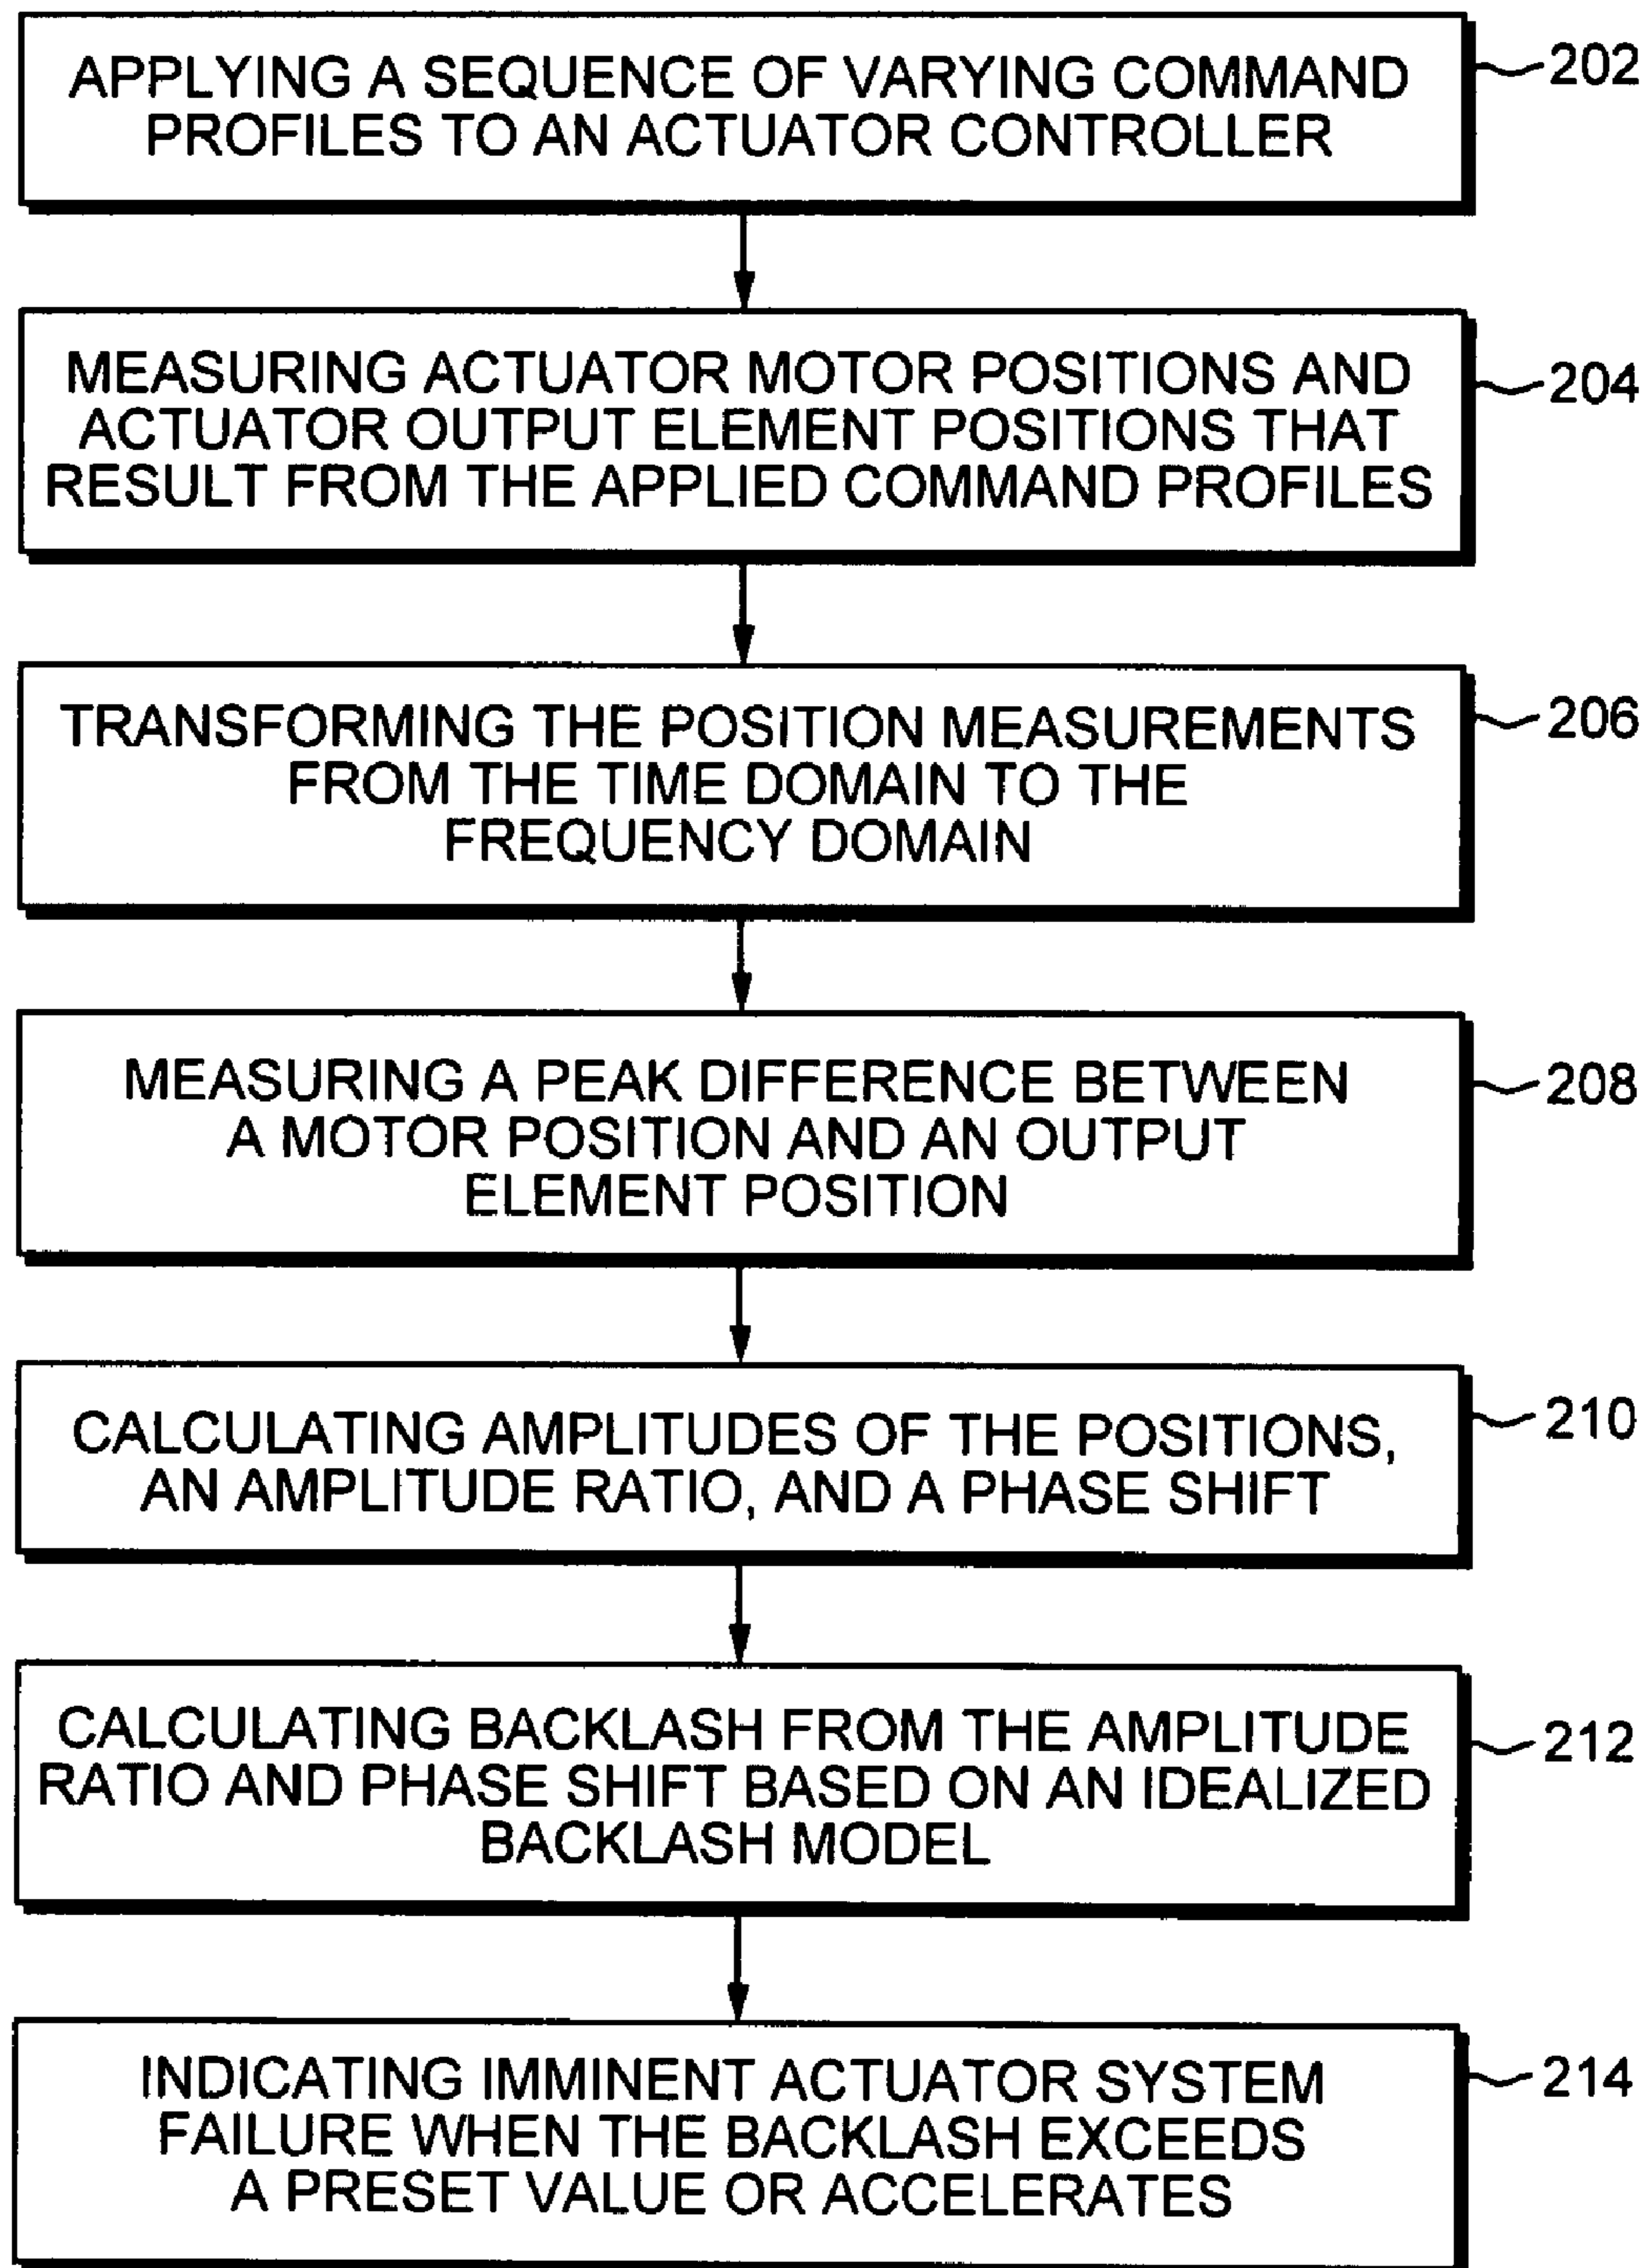 APPLYING A SEQUENCE OF VARYING COMMAND
PROFILES TO AN ACTUATOR CONTROLLER
202
MEASURING ACTUATOR MOTOR POSITIONS AND
ACTUATOR OUTPUT ELEMENT POSITIONS THAT
RESULT FROM THE APPLIED COMMAND PROFILES
204
TRANSFORMING THE POSITION MEASUREMENTS
FROM THE TIME DOMAIN TO THE
FREQUENCY DOMAIN
206
MEASURING A PEAK DIFFERENCE BETWEEN
A MOTOR POSITION AND AN OUTPUT
ELEMENT POSITION
208
CALCULATING AMPLITUDES OF THE POSITIONS,
AN AMPLITUDE RATIO, AND A PHASE SHIFT
210
CALCULATING BACKLASH FROM THE AMPLITUDE
RATIO AND PHASE SHIFT BASED ON AN IDEALIZED
BACKLASH MODEL
212
INDICATING IMMINENT ACTUATOR SYSTEM
FAILURE WHEN THE BACKLASH EXCEEDS
A PRESET VALUE OR ACCELERATES
214